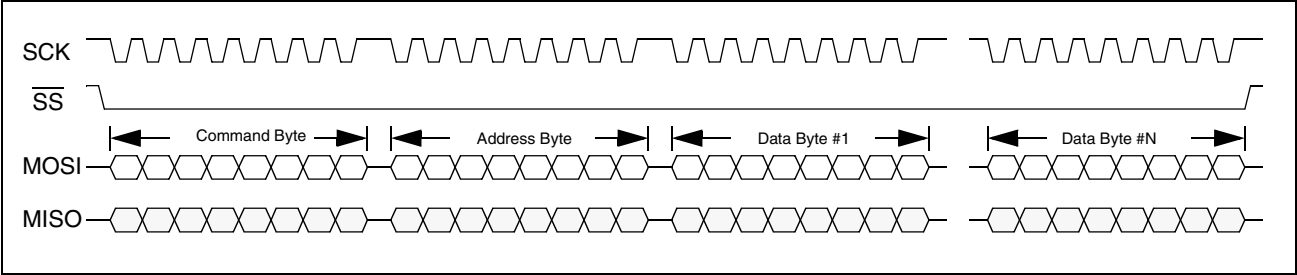 SCK
SS
Command Byte Address Byte Data Byte #1 Data Byte #N
MOSI
MISO